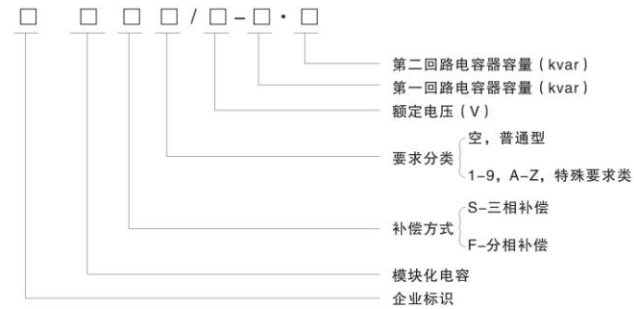 □ □ □ □ / □ - □ · □
第二回路电容器容量（kvar）
第一回路电容器容量（kvar）
额定电压（V）
空，普通型
要求分类
1-9，A-Z，特殊要求类
S-三相补偿
补偿方式
F-分相补偿
模块化电容
企业标识